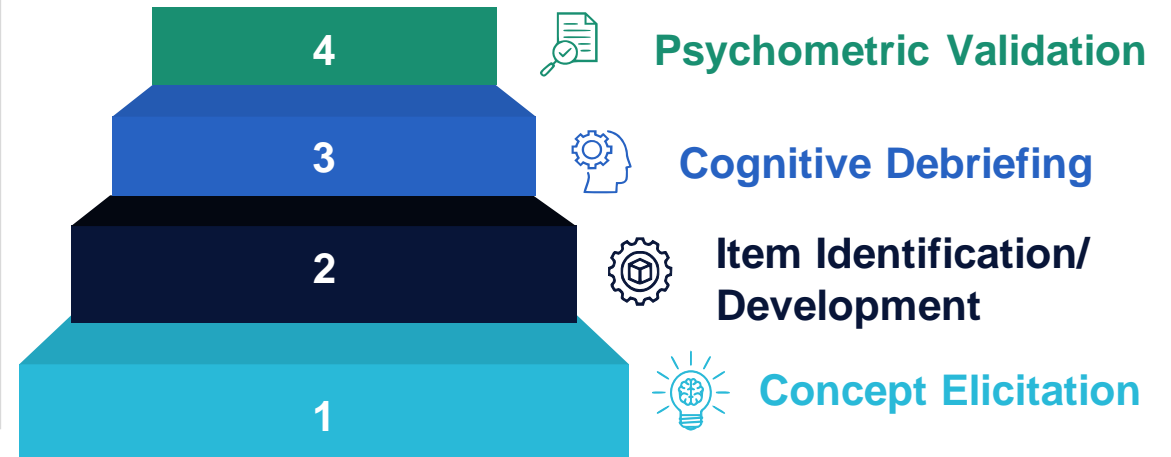 4
Psychometric Validation
3
Cognitive Debriefing
2
Item Identification/
Development
1
Concept Elicitation